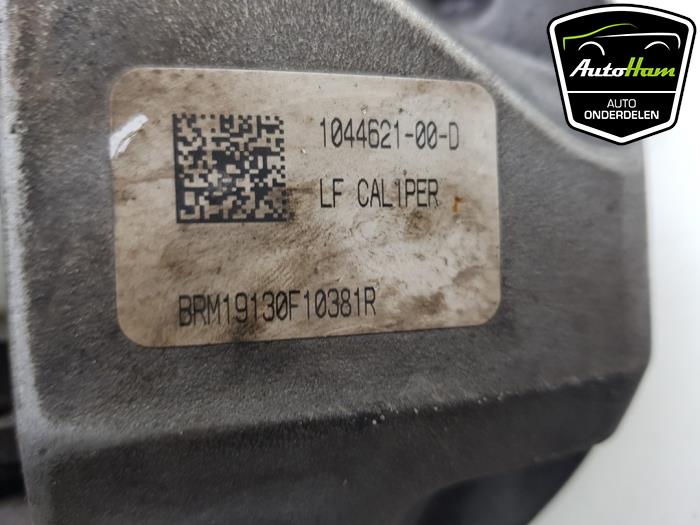 AutoHam
AUTO
ONDERDELEN
1044621-00-D
LF CALIPER
BRM19130F10381R